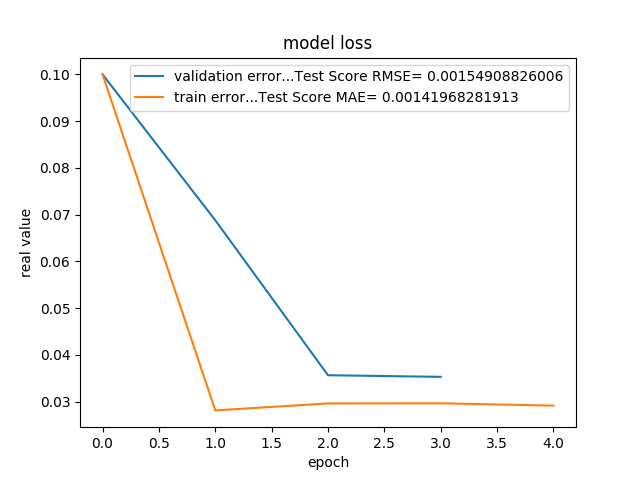 model loss
validation error...Test Score RMSE= 0.00154908826006
train error...Test Score MAE= 0.00141968281913
0.10
0.09
0.08
0.07
0.06
0.05
0.04
0.03
real value
0.0 0.5 1.0 1.5 2.0 2.5 3.0 3.5 4.0
epoch